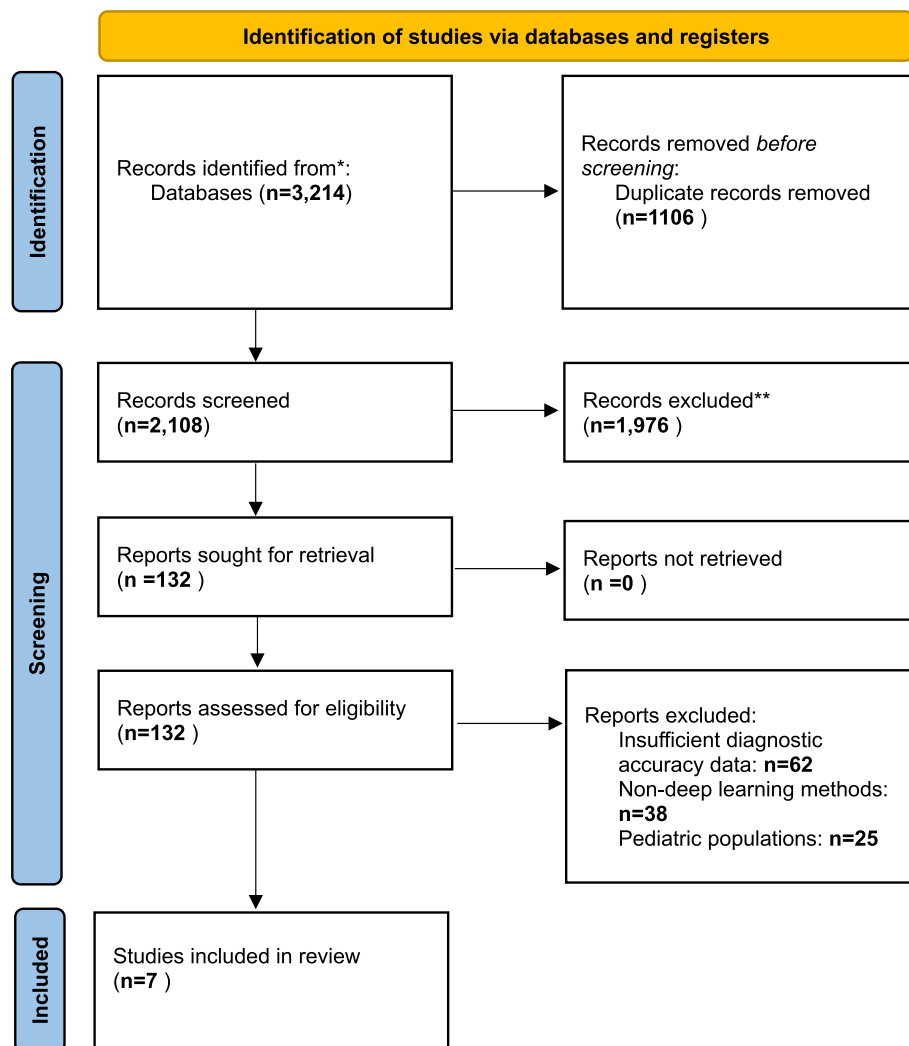 Identification of studies via databases and registers
Identification
Records identified from*:
Databases (n=3,214)
Records removed before
screening:
Duplicate records removed
(n=1106 )
Screening
Records screened
(n=2,108)
Records excluded**
(n=1,976 )
Reports sought for retrieval
(n =132 )
Reports not retrieved
(n =0 )
Reports assessed for eligibility
(n=132 )
Reports excluded:
Insufficient diagnostic
accuracy data: n=62
Non-deep learning methods:
n=38
Pediatric populations: n=25
Included
Studies included in review
(n=7 )